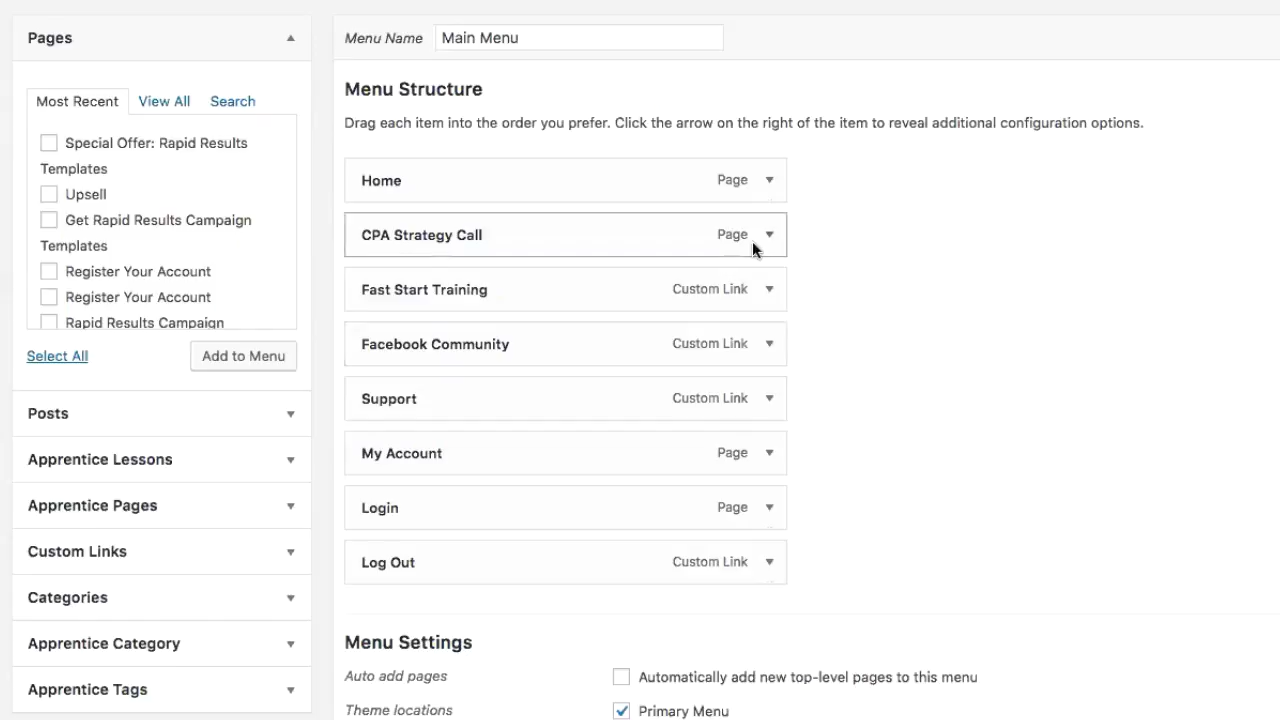 Pages
Most Recent View All Search
Special Offer: Rapid Results
Templates
Upsell
Get Rapid Results Campaign
Templates
Register Your Account
Register Your Account
Rapid Results Campaign
Select All Add to Menu
Posts
Apprentice Lessons
Apprentice Pages
Custom Links
Categories
Apprentice Category
Apprentice Tags
Menu Name Main Menu
Menu Structure
Drag each item into the order you prefer. Click the arrow on the right of the item to reveal additional configuration options.
Home Page
CPA Strategy Call Page
Fast Start Training Custom Link
Facebook Community Custom Link
Support Custom Link
My Account Page
Login Page
Log Out Custom Link
Menu Settings
Auto add pages Automatically add new top-level pages to this menu
Theme locations Primary Menu